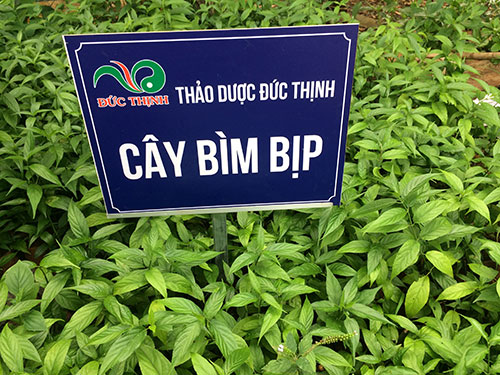 ĐỨC THỊNH
THẢO DƯỢC ĐỨC THỊNH
CÂY BÌM BỊP